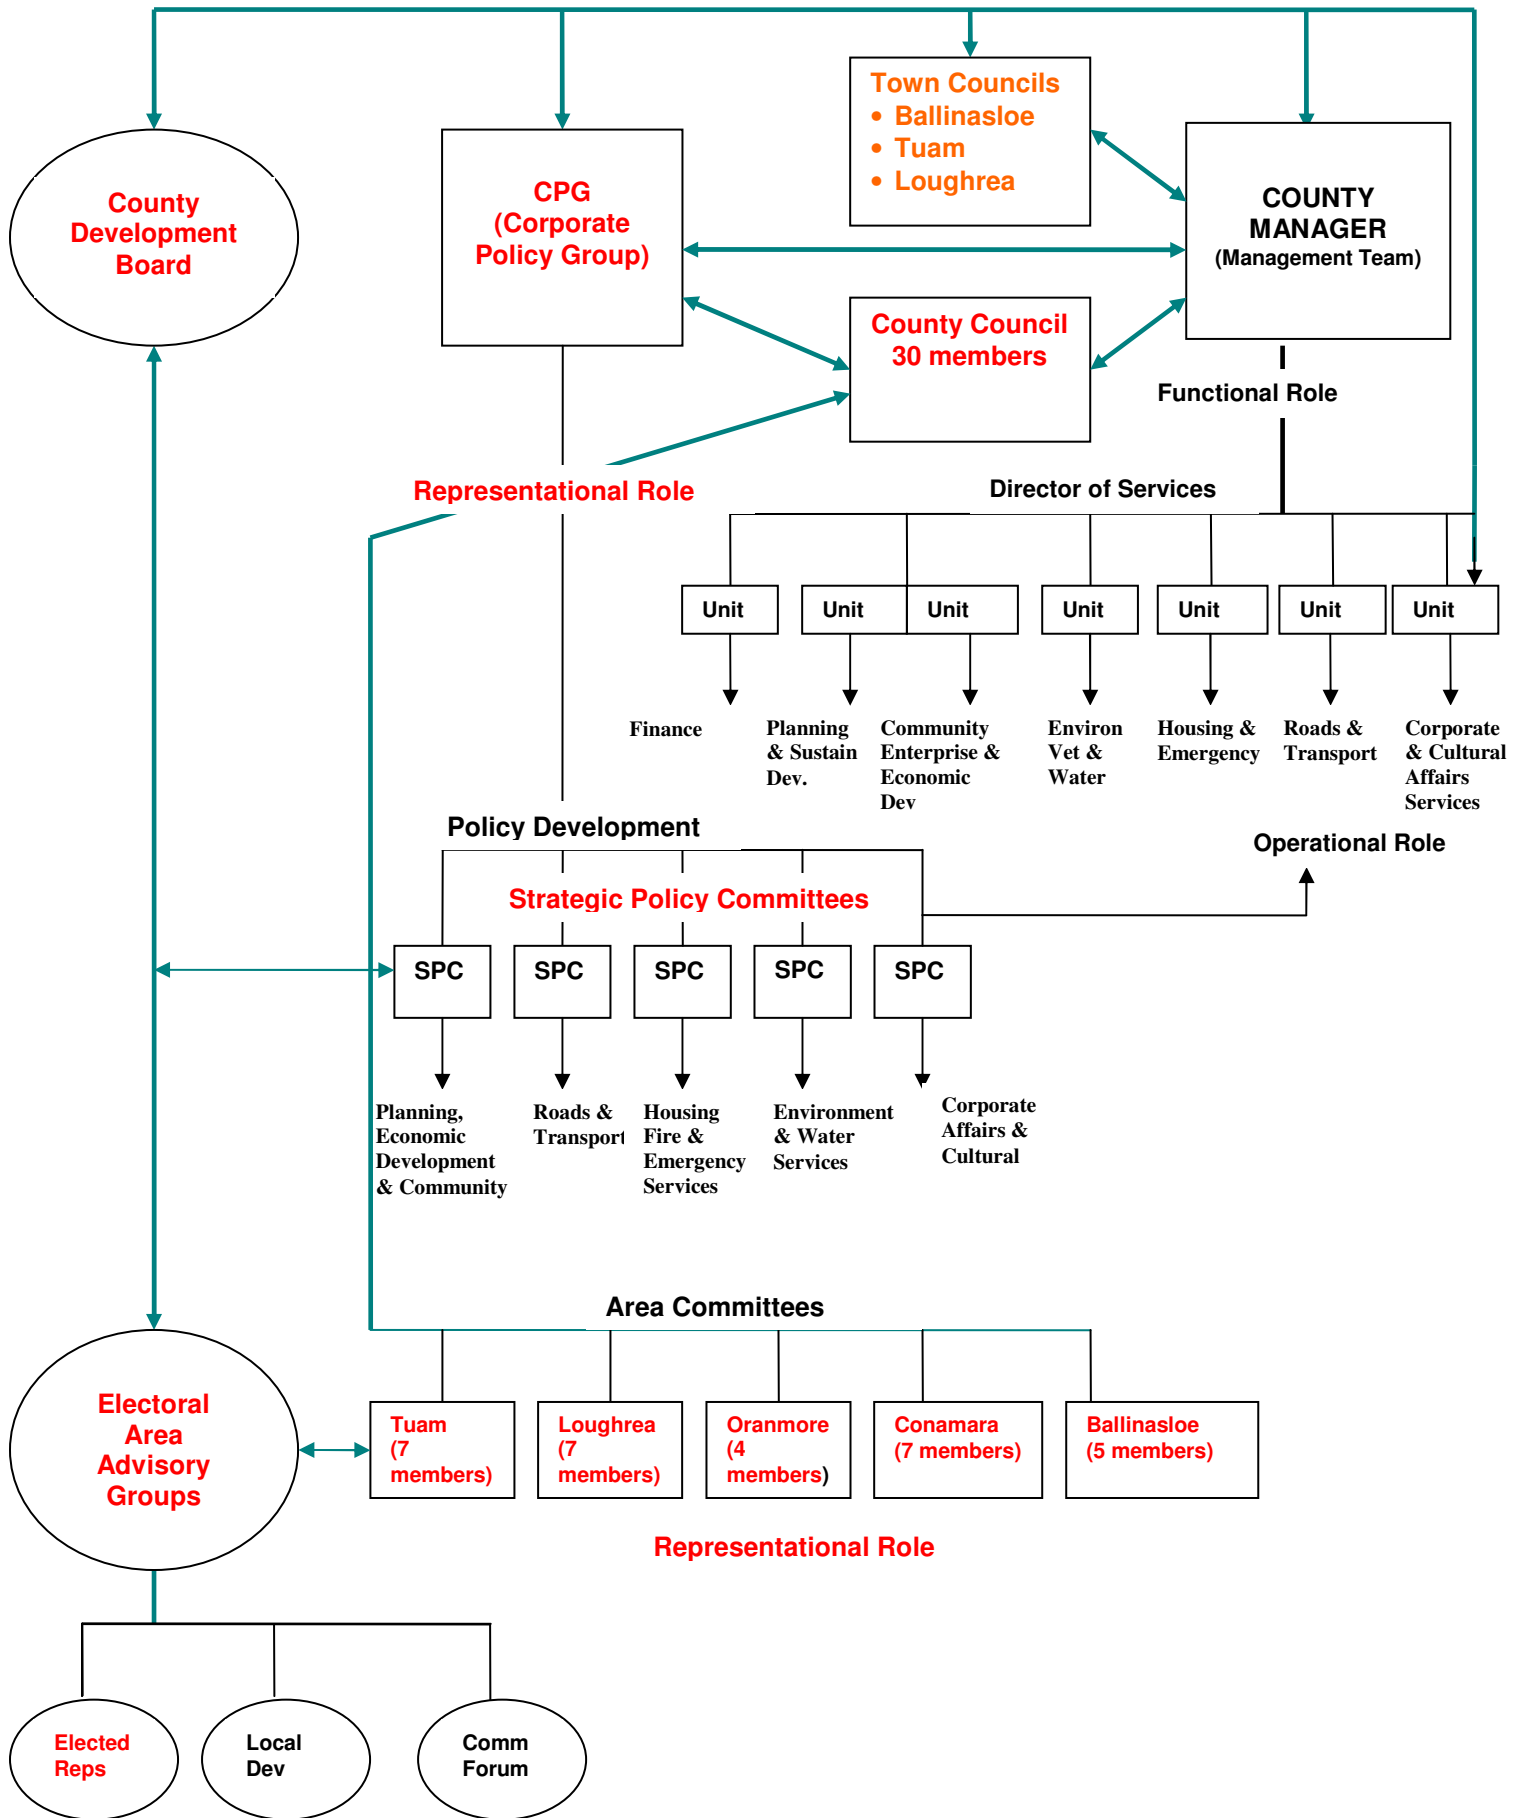 Town Councils
• Ballinasloe
• Tuam
• Loughrea
County
Development
Board
CPG
(Corporate
Policy Group)
COUNTY
MANAGER
(Management Team)
County Council
30 members
Functional Role
Representational Role
Director of Services
Unit
Unit
Unit
Unit
Unit
Unit
Unit
Finance
Planning
& Sustain
Dev.
Community
Enterprise &
Economic
Dev
Environ
Vet &
Water
Housing &
Emergency
Roads &
Transport
Corporate
& Cultural
Affairs
Services
Policy Development
Operational Role
Strategic Policy Committees
SPC
SPC
SPC
SPC
SPC
Planning,
Economic
Development
& Community
Roads &
Transport
Housing
Fire &
Emergency
Services
Environment
& Water
Services
Corporate
Affairs &
Cultural
Area Committees
Electoral
Area
Advisory
Groups
Tuam
(7
members)
Loughrea
(7
members)
Oranmore
(4
members)
Conamara
(7 members)
Ballinasloe
(5 members)
Representational Role
Elected
Reps
Local
Dev
Comm
Forum